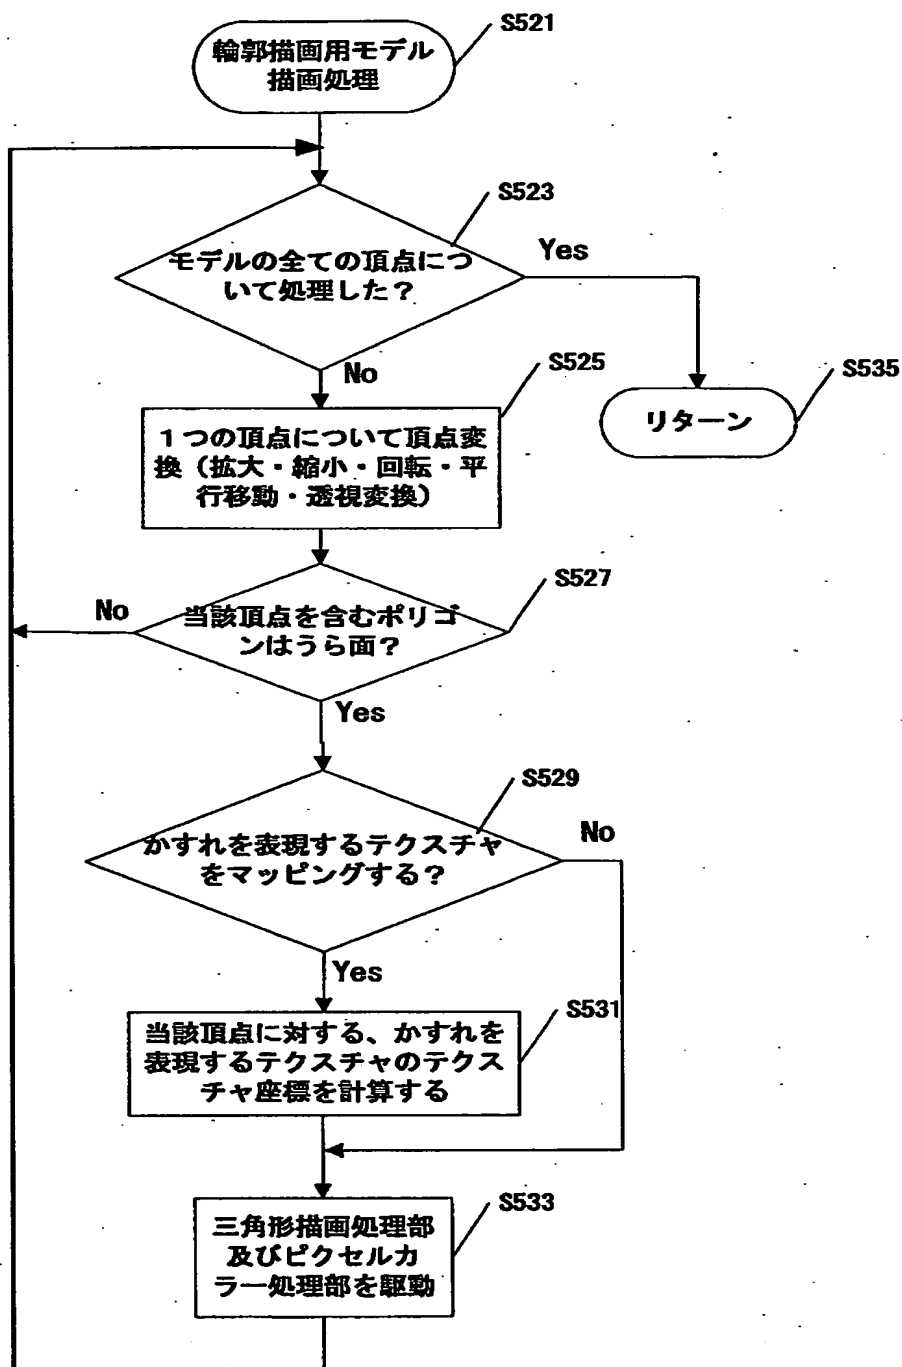 S521
輪郭描画用モデル
描画処理
S523
モデルの全ての頂点につ
いて処理した？
Yes
No
S525
S535
リターン
１つの頂点について頂点変
換（拡大・縮小・回転・平
行移動・透視変換）
S527
No
当該頂点を含むポリゴ
ンはうら面？
Yes
S529
かすれを表現するテクスチャ
をマッピングする？
No
Yes
S531
当該頂点に対する、かすれを
表現するテクスチャのテクス
チャ座標を計算する
S533
三角形描画処理部
及びピクセルカ
ラー処理部を駆動